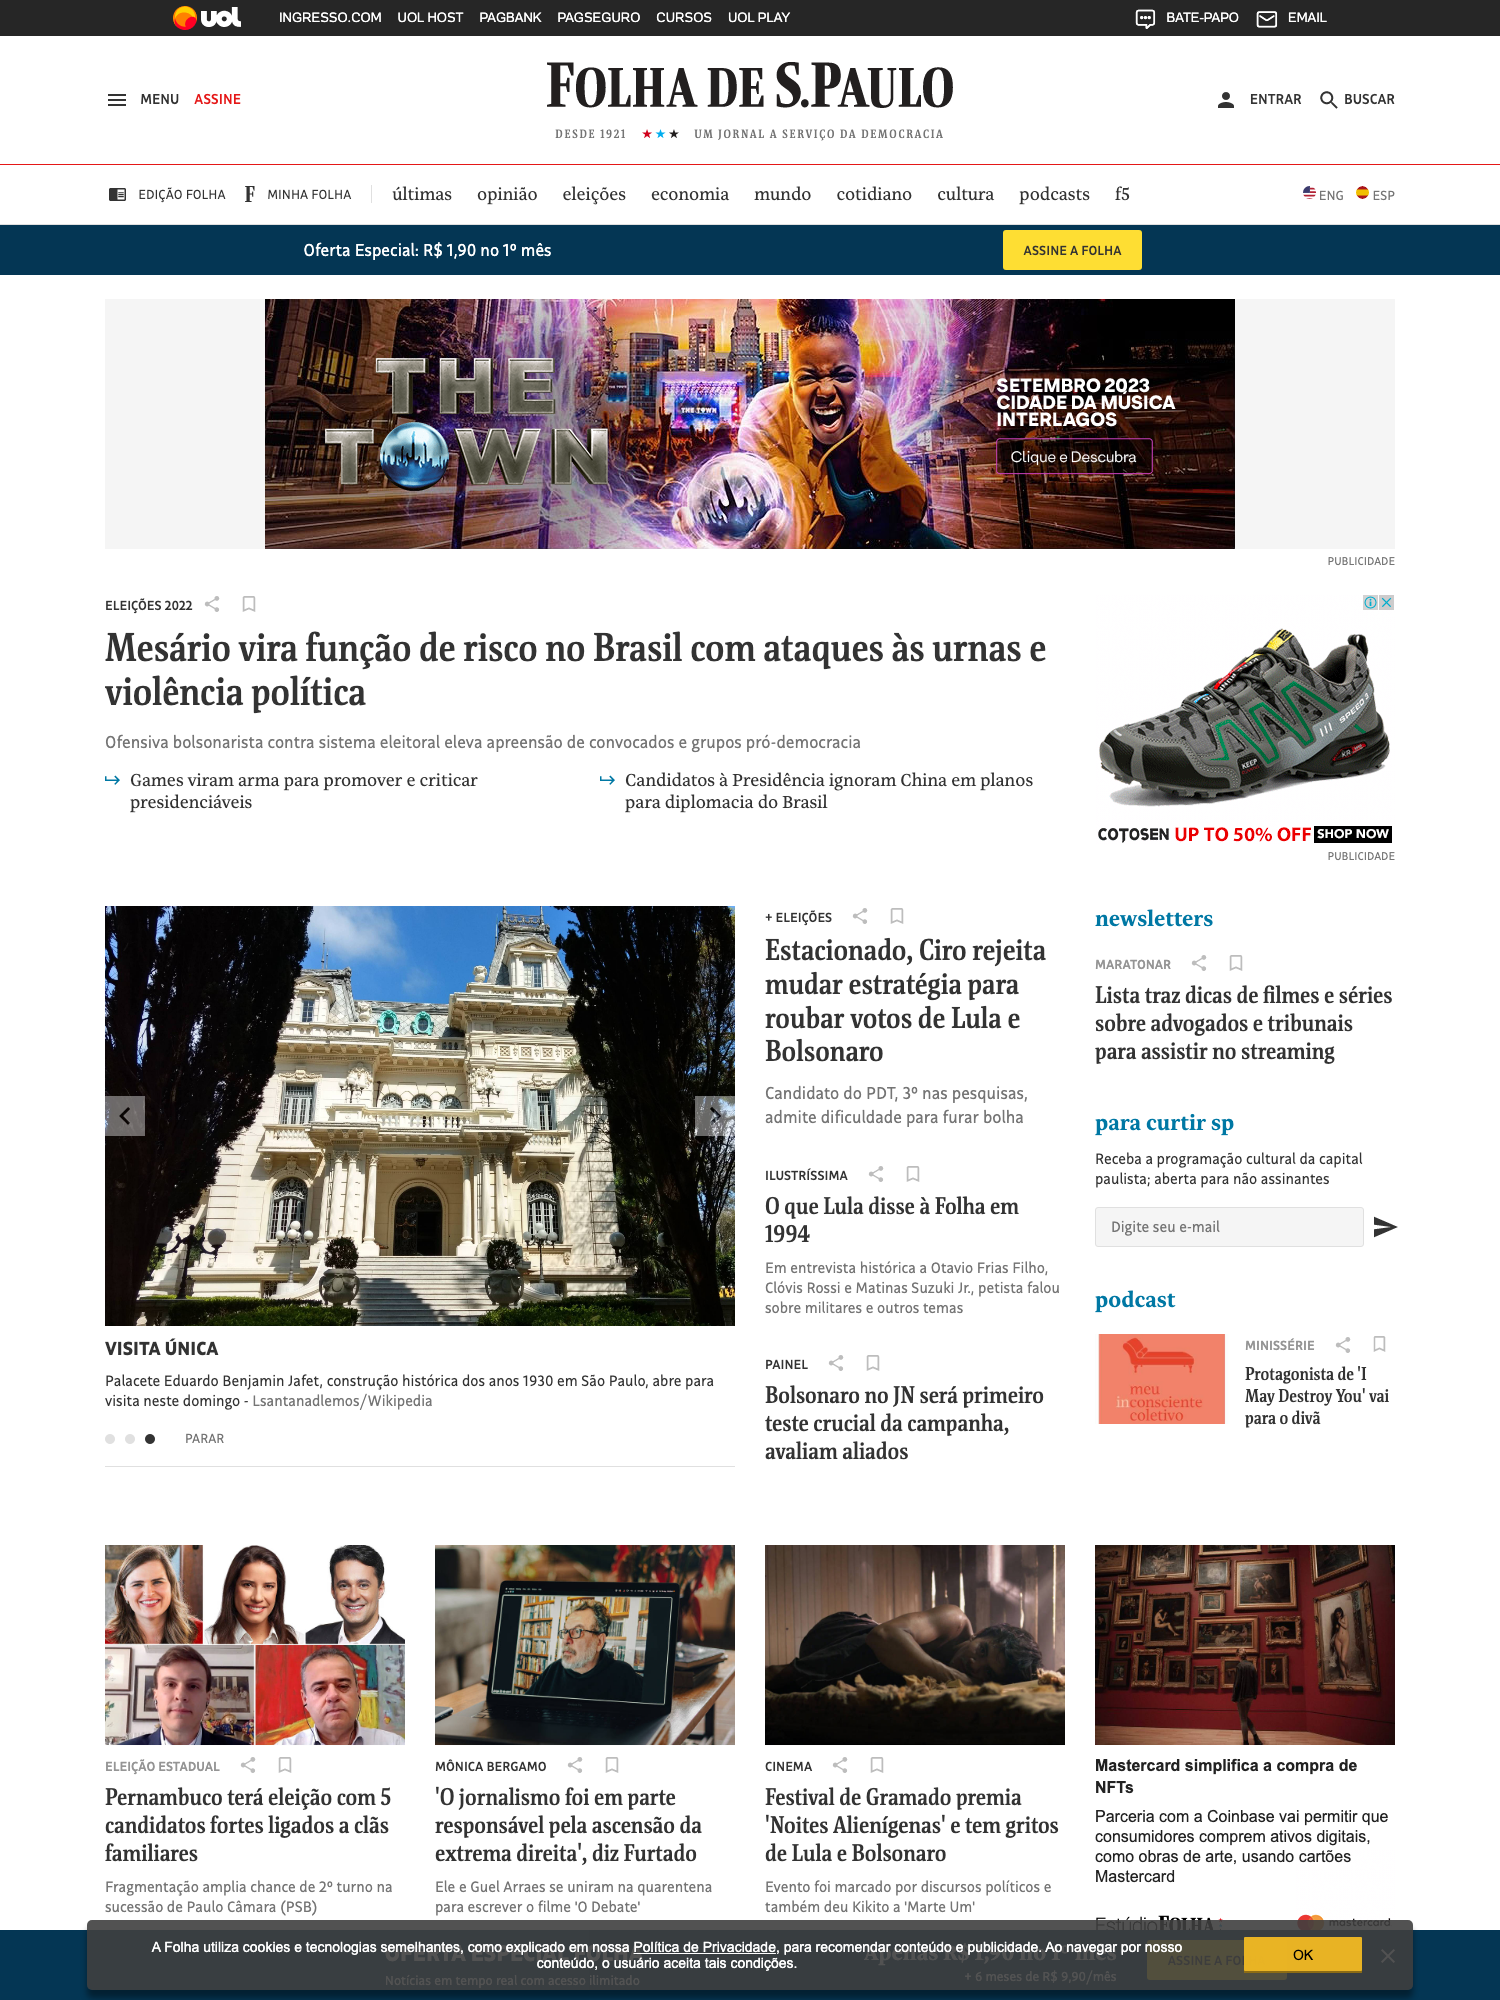 uol INGRESSO.COM UOL HOST PAGBANK PAGSEGURO CURSOS UOL PLAY BATE-PAPO EMAIL
MENU ASSINE
FOLHA DE S.PAULO
DESDE 1921 ★★★ UM JORNAL A SERVIÇO DA DEMOCRACIA
ENTRAR BUSCAR
EDIÇÃO FOLHA F MINHA FOLHA últimas opinião eleições economia mundo cotidiano cultura podcasts f5 ENG ESP
Oferta Especial: R$ 1,90 no 1º mês ASSINE A FOLHA
THE TOWN
SETEMBRO 2023
CIDADE DA MÚSICA
INTERLAGOS
Clique e Descubra
PUBLICIDADE
ELEIÇÕES 2022
Mesário vira função de risco no Brasil com ataques às urnas e
violência política
Ofensiva bolsonarista contra sistema eleitoral eleva apreensão de convocados e grupos pró-democracia
Games viram arma para promover e criticar
presidenciáveis
Candidatos à Presidência ignoram China em planos
para diplomacia do Brasil
SPEED 3
KEEP
COTOSEN UP TO 50% OFF SHOP NOW
PUBLICIDADE
VISITA ÚNICA
Palacete Eduardo Benjamin Jafet, construção histórica dos anos 1930 em São Paulo, abre para
visita neste domingo - Lsantanadlemos/Wikipedia
PARAR
+ ELEIÇÕES
Estacionado, Ciro rejeita
mudar estratégia para
roubar votos de Lula e
Bolsonaro
Candidato do PDT, 3º nas pesquisas,
admite dificuldade para furar bolha
ILUSTRÍSSIMA
O que Lula disse à Folha em
1994
Em entrevista histórica a Otavio Frias Filho,
Clóvis Rossi e Matinas Suzuki Jr., petista falou
sobre militares e outros temas
PAINEL
Bolsonaro no JN será primeiro
teste crucial da campanha,
avaliam aliados
newsletters
MARATONAR
Lista traz dicas de filmes e séries
sobre advogados e tribunais
para assistir no streaming
para curtir sp
Receba a programação cultural da capital
paulista; aberta para não assinantes
Digite seu e-mail
podcast
meu
inconsciente
coletivo
MINISSÉRIE
Protagonista de 'I
May Destroy You' vai
para o divã
ELEIÇÃO ESTADUAL
Pernambuco terá eleição com 5
candidatos fortes ligados a clãs
familiares
Fragmentação amplia chance de 2º turno na
sucessão de Paulo Câmara (PSB)
MÔNICA BERGAMO
'O jornalismo foi em parte
responsável pela ascensão da
extrema direita', diz Furtado
Ele e Guel Arraes se uniram na quarentena
para escrever o filme 'O Debate'
CINEMA
Festival de Gramado premia
'Noites Alienígenas' e tem gritos
de Lula e Bolsonaro
Evento foi marcado por discursos políticos e
também deu Kikito a 'Marte Um'
Mastercard simplifica a compra de
NFTs
Parceria com a Coinbase vai permitir que
consumidores comprem ativos digitais,
como obras de arte, usando cartões
Mastercard
EstúdioFOLHA mastercard
A Folha utiliza cookies e tecnologias semelhantes, como explicado em nossa Política de Privacidade, para recomendar conteúdo e publicidade. Ao navegar por nosso
conteúdo, o usuário aceita tais condições.
OK
Notícias em tempo real com acesso ilimitado
Apenas R$ 1,90 no 1º mês
+ 6 meses de R$ 9,90/mês
ASSINE A FO